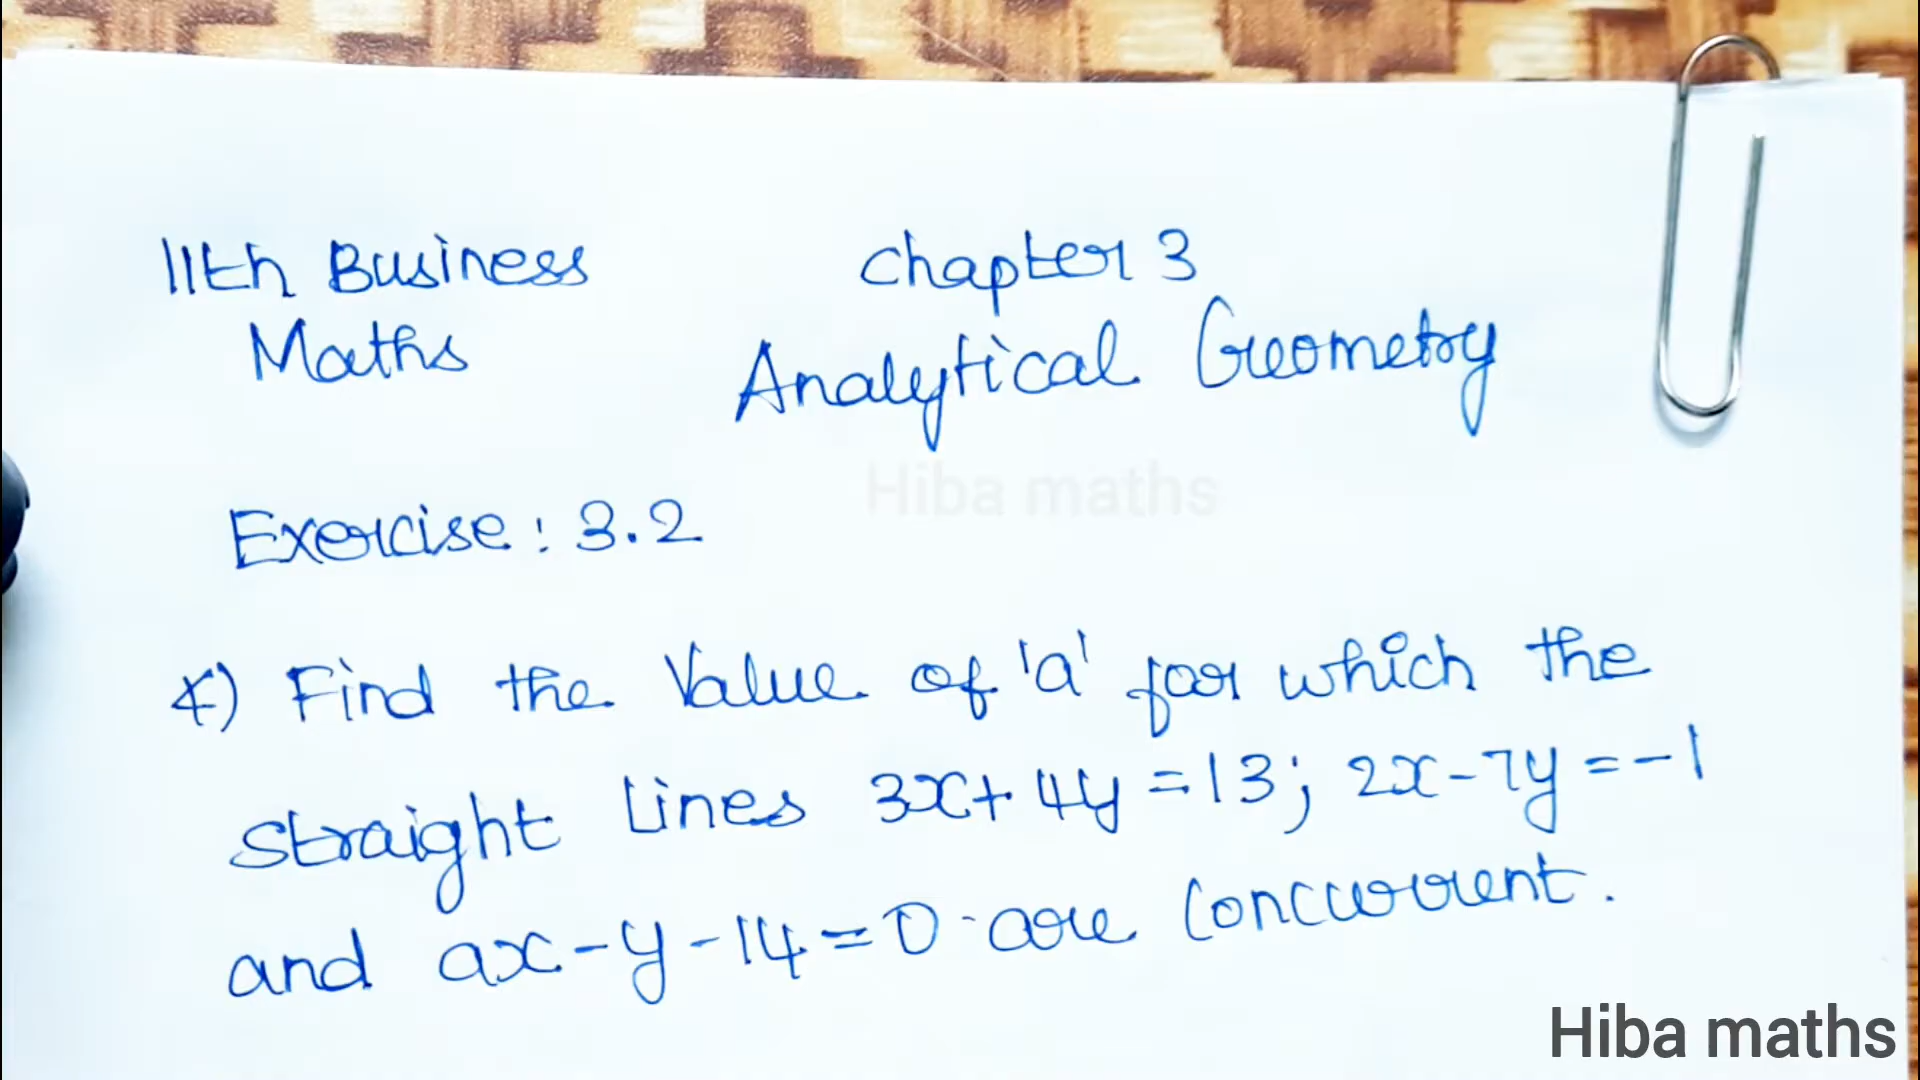 11th Business Chapter 3
Maths Analytical Geometry
Hiba maths
Exercise : 3.2
4) Find the Value of 'a' for which the
straight lines 3x+4y=13; 2x-7y=-1
and ax-y-14=0 are concurrent.
Hiba maths